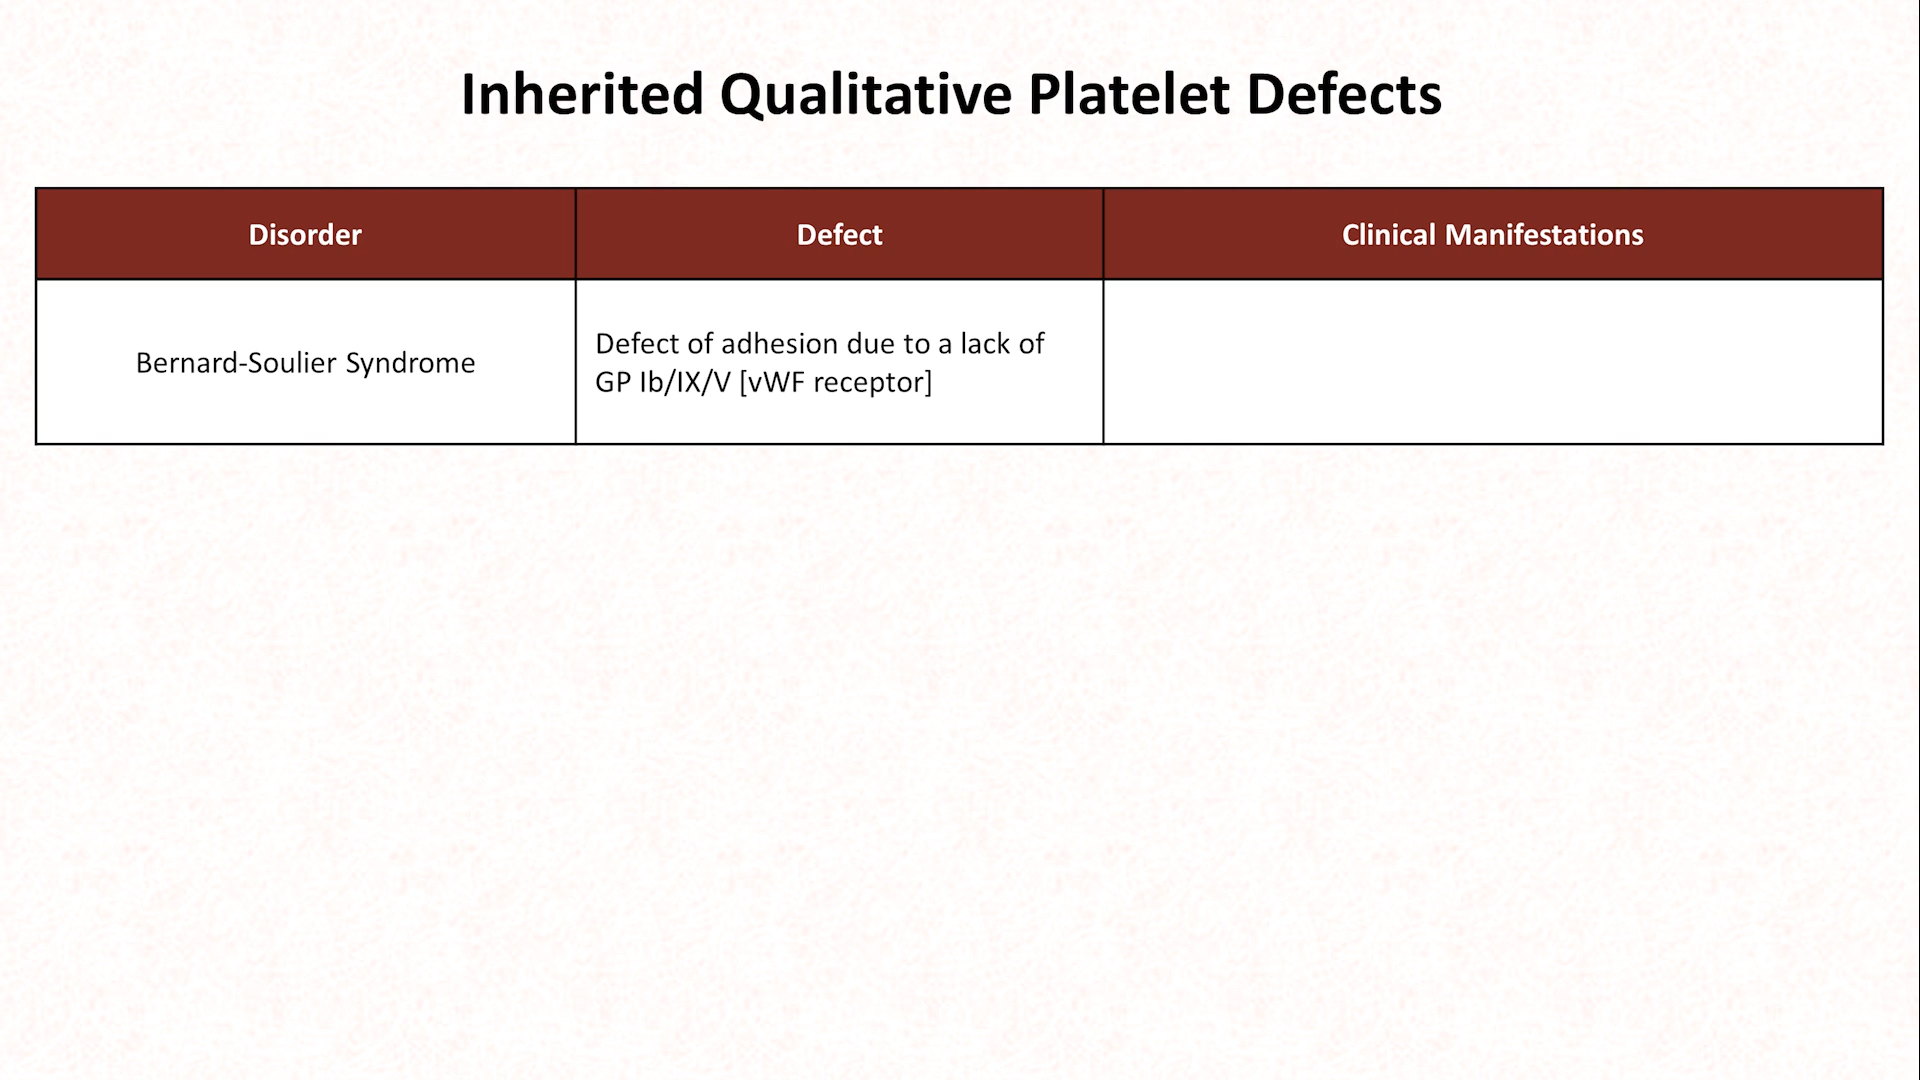 Inherited Qualitative Platelet Defects
Disorder
Defect
Clinical Manifestations
Bernard-Soulier Syndrome
Defect of adhesion due to a lack of
GP Ib/IX/V [vWF receptor]